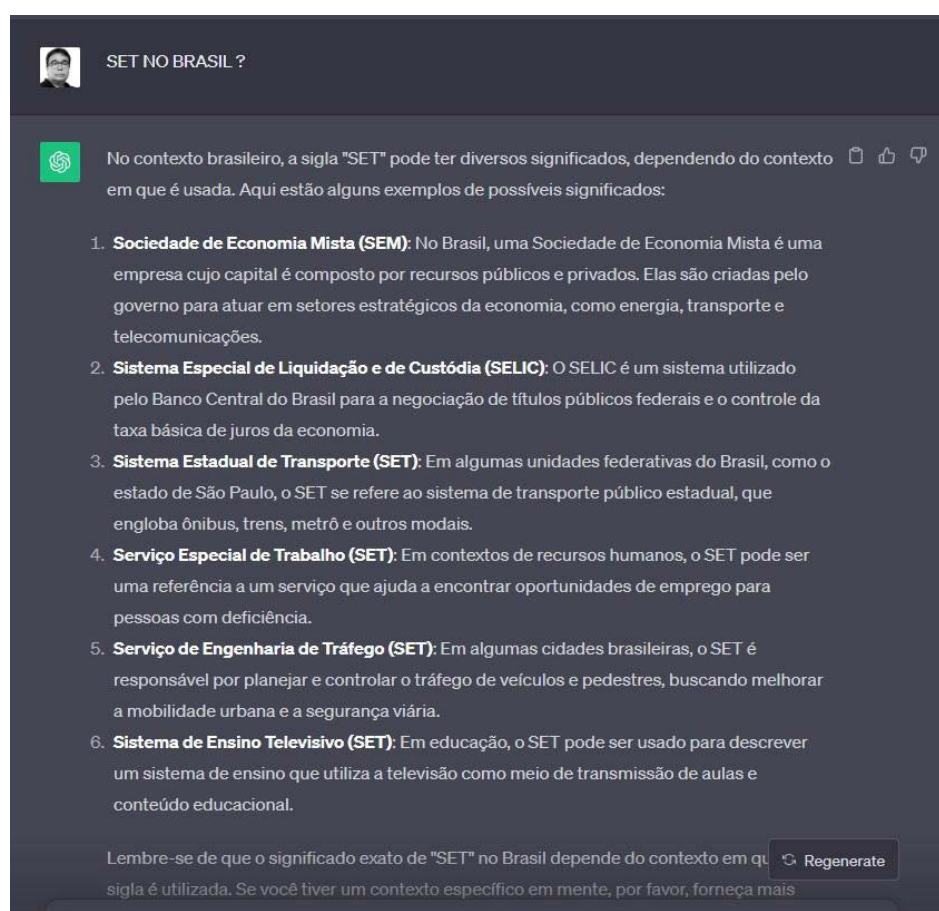 SET NO BRASIL ?
No contexto brasileiro, a sigla "SET" pode ter diversos significados, dependendo do contexto
em que é usada. Aqui estão alguns exemplos de possíveis significados:
1. Sociedade de Economia Mista (SEM): No Brasil, uma Sociedade de Economia Mista é uma
empresa cujo capital é composto por recursos públicos e privados. Elas são criadas pelo
governo para atuar em setores estratégicos da economia, como energia, transporte e
telecomunicações.
2. Sistema Especial de Liquidação e de Custódia (SELIC): O SELIC é um sistema utilizado
pelo Banco Central do Brasil para a negociação de títulos públicos federais e o controle da
taxa básica de juros da economia.
3. Sistema Estadual de Transporte (SET): Em algumas unidades federativas do Brasil, como o
estado de São Paulo, o SET se refere ao sistema de transporte público estadual, que
engloba ônibus, trens, metrô e outros modais.
4. Serviço Especial de Trabalho (SET): Em contextos de recursos humanos, o SET pode ser
uma referência a um serviço que ajuda a encontrar oportunidades de emprego para
pessoas com deficiência.
5. Serviço de Engenharia de Tráfego (SET): Em algumas cidades brasileiras, o SET é
responsável por planejar e controlar o tráfego de veículos e pedestres, buscando melhorar
a mobilidade urbana e a segurança viária.
6. Sistema de Ensino Televisivo (SET): Em educação, o SET pode ser usado para descrever
um sistema de ensino que utiliza a televisão como meio de transmissão de aulas e
conteúdo educacional.
Lembre-se de que o significado exato de "SET" no Brasil depende do contexto em qu
Regenerate
sigla é utilizada. Se você tiver um contexto específico em mente, por favor, forneça mais